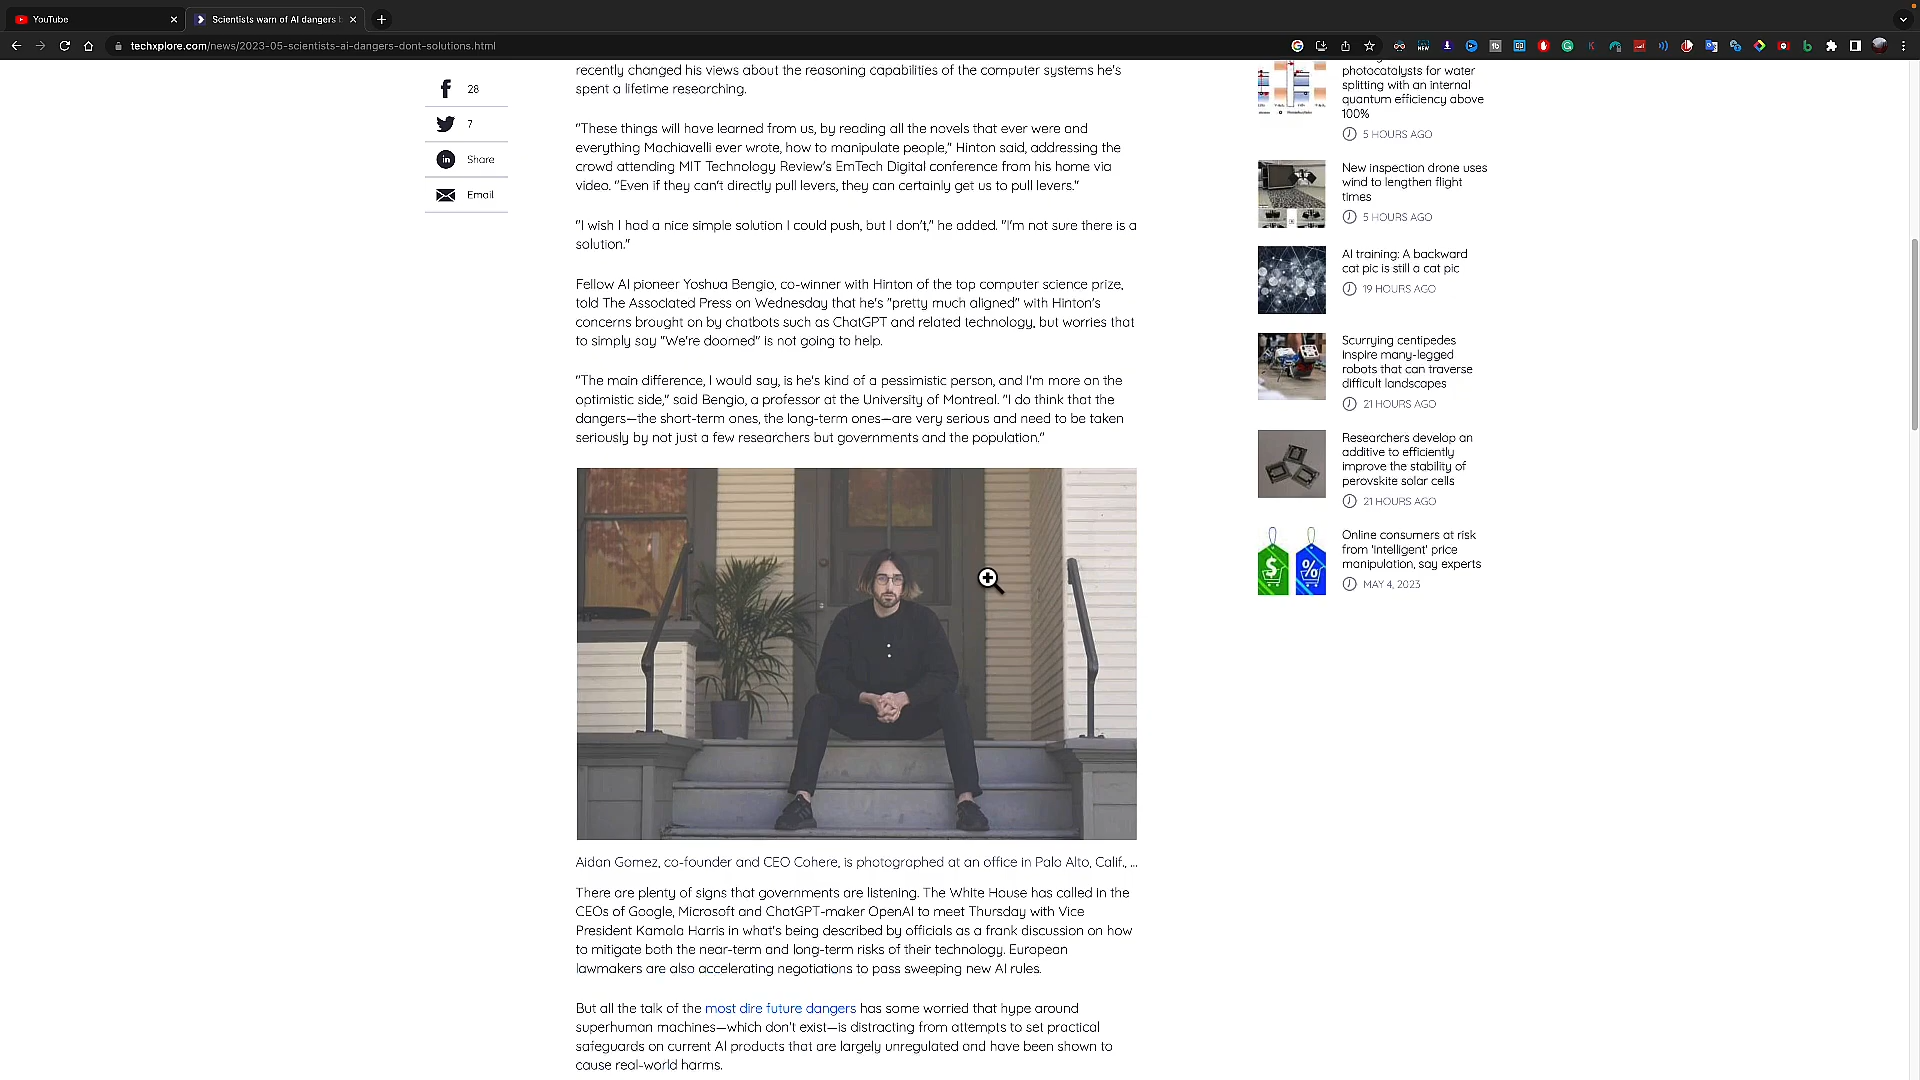 YouTube
Scientists warn of AI dangers b
techxplore.com/news/2023-05-scientists-ai-dangers-dont-solutions.html
28
7
Share
Email
recently changed his views about the reasoning capabilities of the computer systems he's
spent a lifetime researching.
"These things will have learned from us, by reading all the novels that ever were and
everything Machiavelli ever wrote, how to manipulate people," Hinton said, addressing the
crowd attending MIT Technology Review's EmTech Digital conference from his home via
video. "Even if they can't directly pull levers, they can certainly get us to pull levers."
"I wish I had a nice simple solution I could push, but I don't," he added. "I'm not sure there is a
solution."
Fellow AI pioneer Yoshua Bengio, co-winner with Hinton of the top computer science prize,
told The Associated Press on Wednesday that he's "pretty much aligned" with Hinton's
concerns brought on by chatbots such as ChatGPT and related technology, but worries that
to simply say "We're doomed" is not going to help.
"The main difference, I would say, is he's kind of a pessimistic person, and I'm more on the
optimistic side," said Bengio, a professor at the University of Montreal. "I do think that the
dangers—the short-term ones, the long-term ones—are very serious and need to be taken
seriously by not just a few researchers but governments and the population."
Aidan Gomez, co-founder and CEO Cohere, is photographed at an office in Palo Alto, Calif., ...
There are plenty of signs that governments are listening. The White House has called in the
CEOs of Google, Microsoft and ChatGPT-maker OpenAI to meet Thursday with Vice
President Kamala Harris in what's being described by officials as a frank discussion on how
to mitigate both the near-term and long-term risks of their technology. European
lawmakers are also accelerating negotiations to pass sweeping new AI rules.
But all the talk of the most dire future dangers has some worried that hype around
superhuman machines—which don't exist—is distracting from attempts to set practical
safeguards on current AI products that are largely unregulated and have been shown to
cause real-world harms.
photocatalysts for water
splitting with an internal
quantum efficiency above
100%
5 HOURS AGO
New inspection drone uses
wind to lengthen flight
times
5 HOURS AGO
AI training: A backward
cat pic is still a cat pic
19 HOURS AGO
Scurrying centipedes
inspire many-legged
robots that can traverse
difficult landscapes
21 HOURS AGO
Researchers develop an
additive to efficiently
improve the stability of
perovskite solar cells
21 HOURS AGO
Online consumers at risk
from 'intelligent' price
manipulation, say experts
MAY 4, 2023